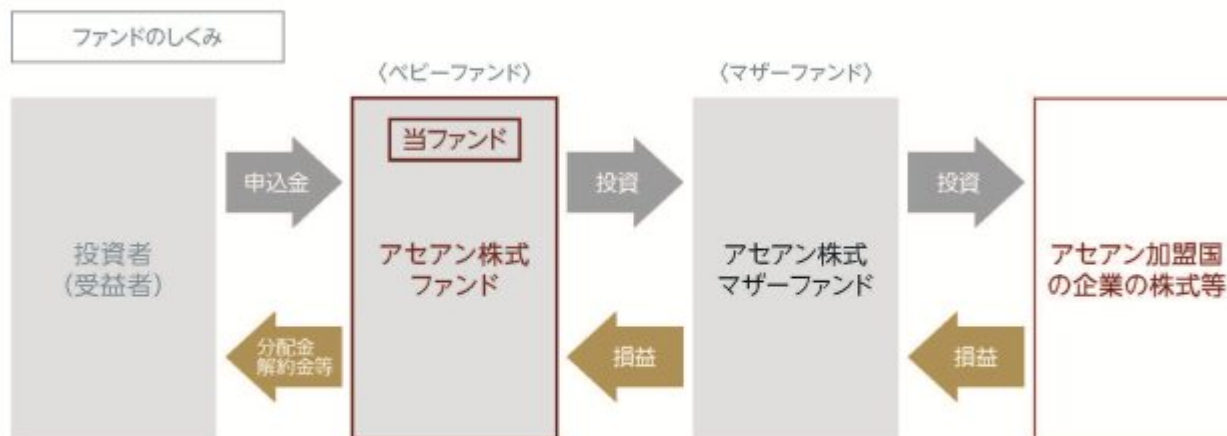 ファンドのしくみ
〈ベビーファンド〉
〈マザーファンド〉
当ファンド
申込金
投資
投資
投資者
(受益者)
アセアン株式
ファンド
アセアン株式
マザーファンド
アセアン加盟国
の企業の株式等
分配金
解約金等
損益
損益